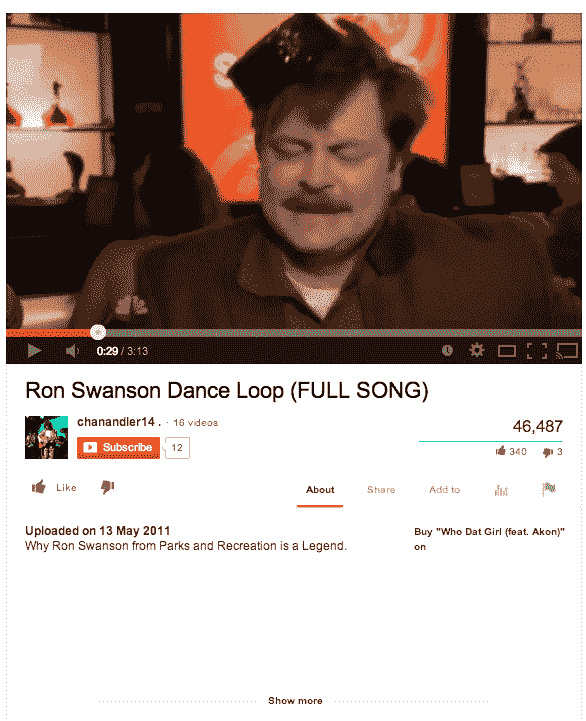 0:29 / 3:13
Ron Swanson Dance Loop (FULL SONG)
chanandler14 . · 16 videos
Subscribe 12
46,487
340 3
Like
About Share Add to
Uploaded on 13 May 2011
Why Ron Swanson from Parks and Recreation is a Legend.
Buy "Who Dat Girl (feat. Akon)"
on
Show more